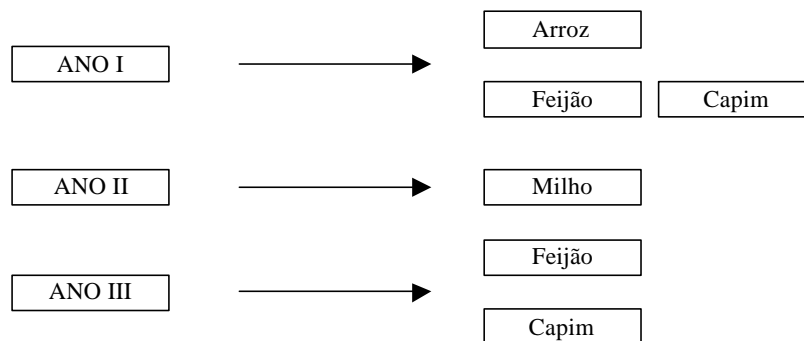 Arroz
ANO I
Feijão
Capim
ANO II
Milho
Feijão
ANO III
Capim